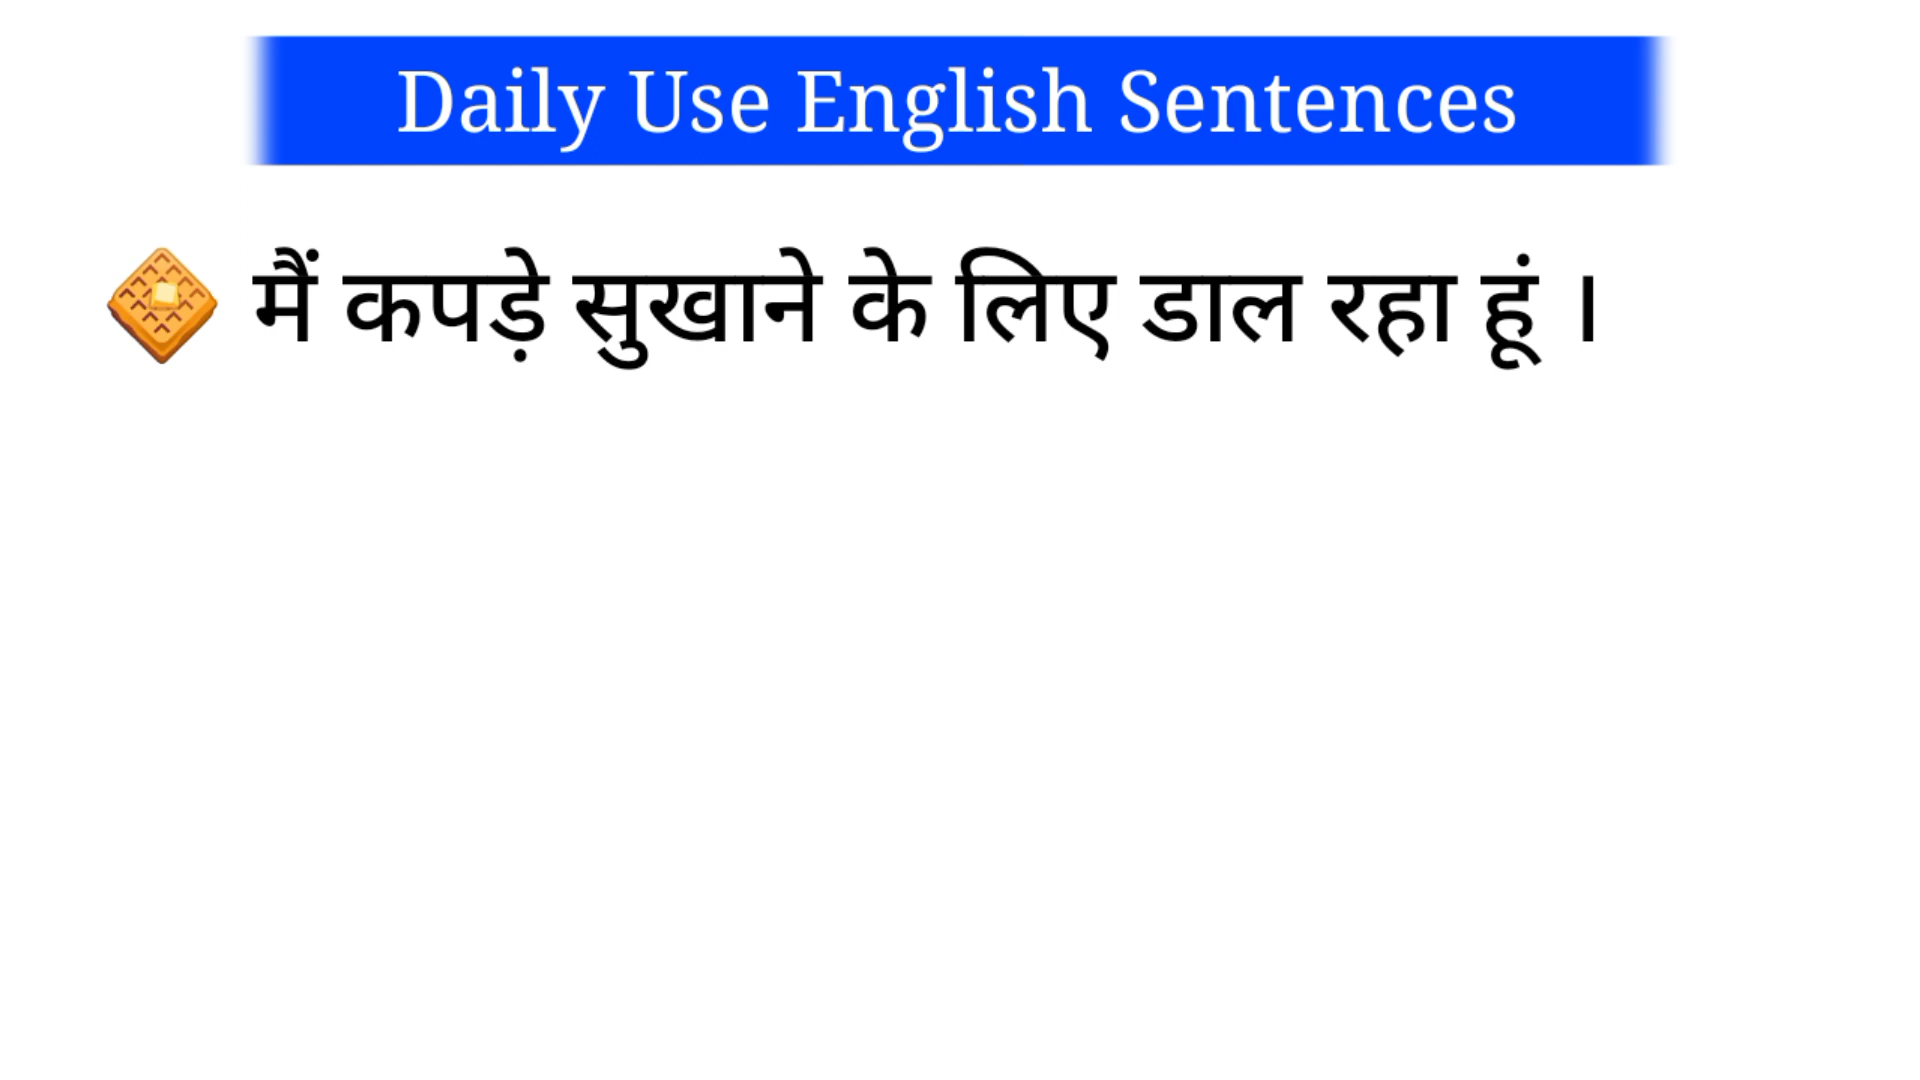 Daily Use English Sentences
मैं कपड़े सुखाने के लिए डाल रहा हूं ।